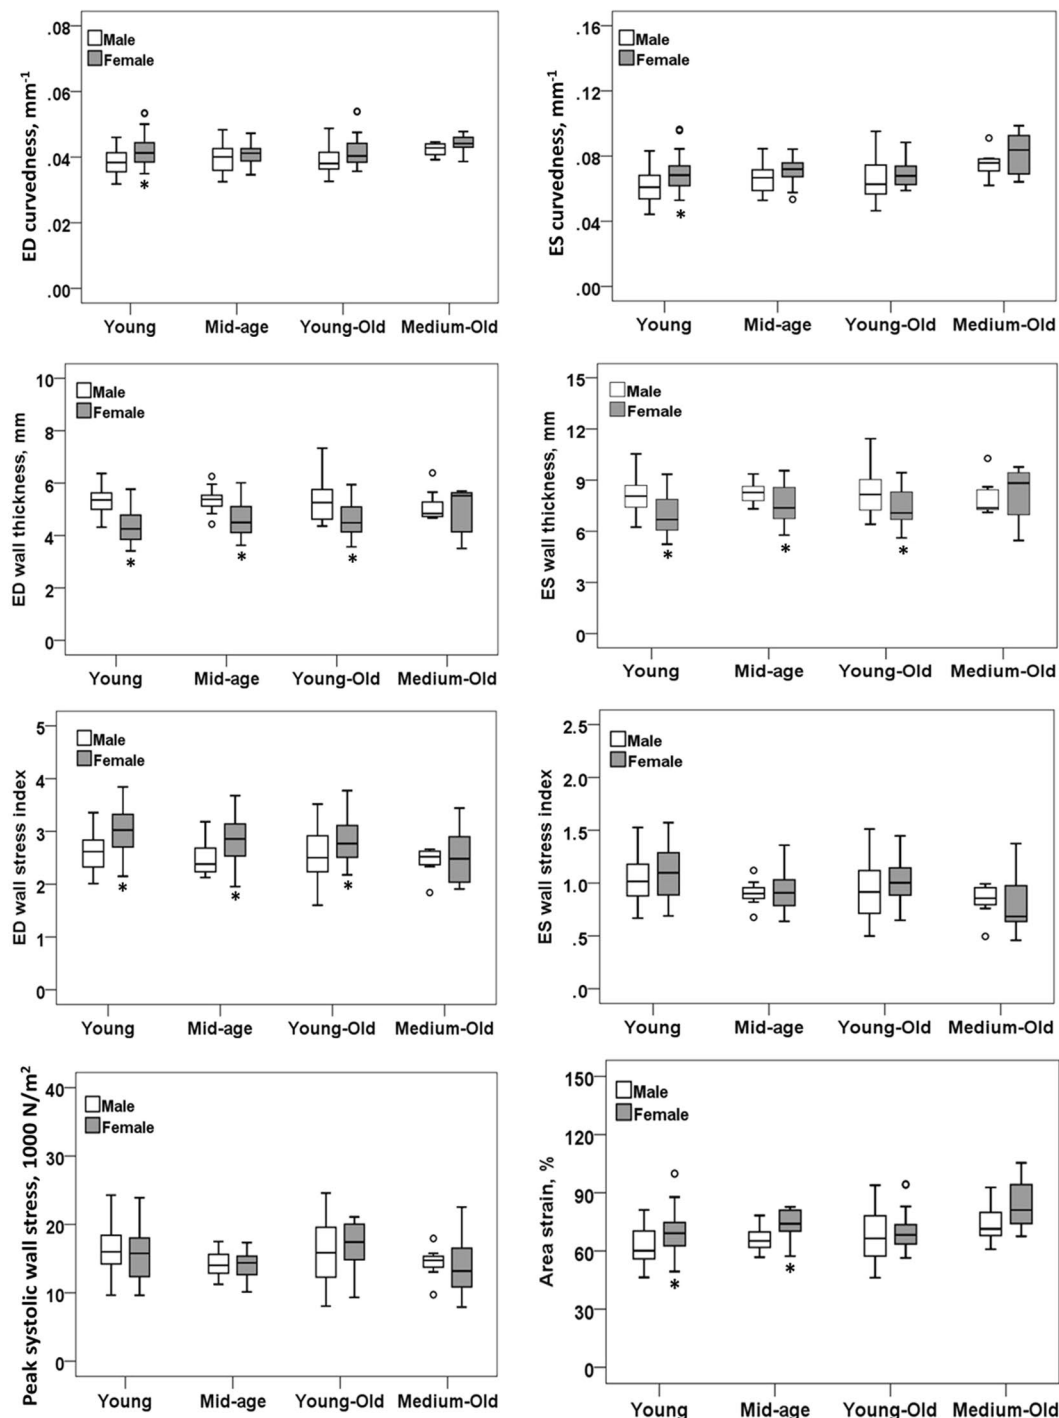 ED curvedness, mm-1
.08
.06
.04
.02
.00
Male
Female
*
Young Mid-age Young-Old Medium-Old
ES curvedness, mm-1
.16
.12
.08
.04
.00
Male
Female
*
Young Mid-age Young-Old Medium-Old
ED wall thickness, mm
10
8
6
4
2
0
Male
Female
* * *
Young Mid-age Young-Old Medium-Old
ES wall thickness, mm
15
12
9
6
3
0
Male
Female
* * *
Young Mid-age Young-Old Medium-Old
ED wall stress index
5
4
3
2
1
0
Male
Female
* * *
Young Mid-age Young-Old Medium-Old
ES wall stress index
2.5
2.0
1.5
1.0
.5
.0
Male
Female
Young Mid-age Young-Old Medium-Old
Peak systolic wall stress, 1000 N/m²
40
30
20
10
0
Male
Female
Young Mid-age Young-Old Medium-Old
Area strain, %
150
120
90
60
30
0
Male
Female
* *
Young Mid-age Young-Old Medium-Old